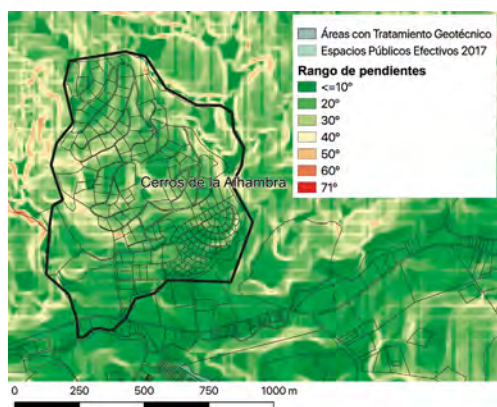 Áreas con Tratamiento Geotécnico
Espacios Públicos Efectivos 2017
Rango de pendientes
<=10°
20°
30°
40°
50°
60°
71°
Cerros de la Alhambra
0 250 500 750 1000 m